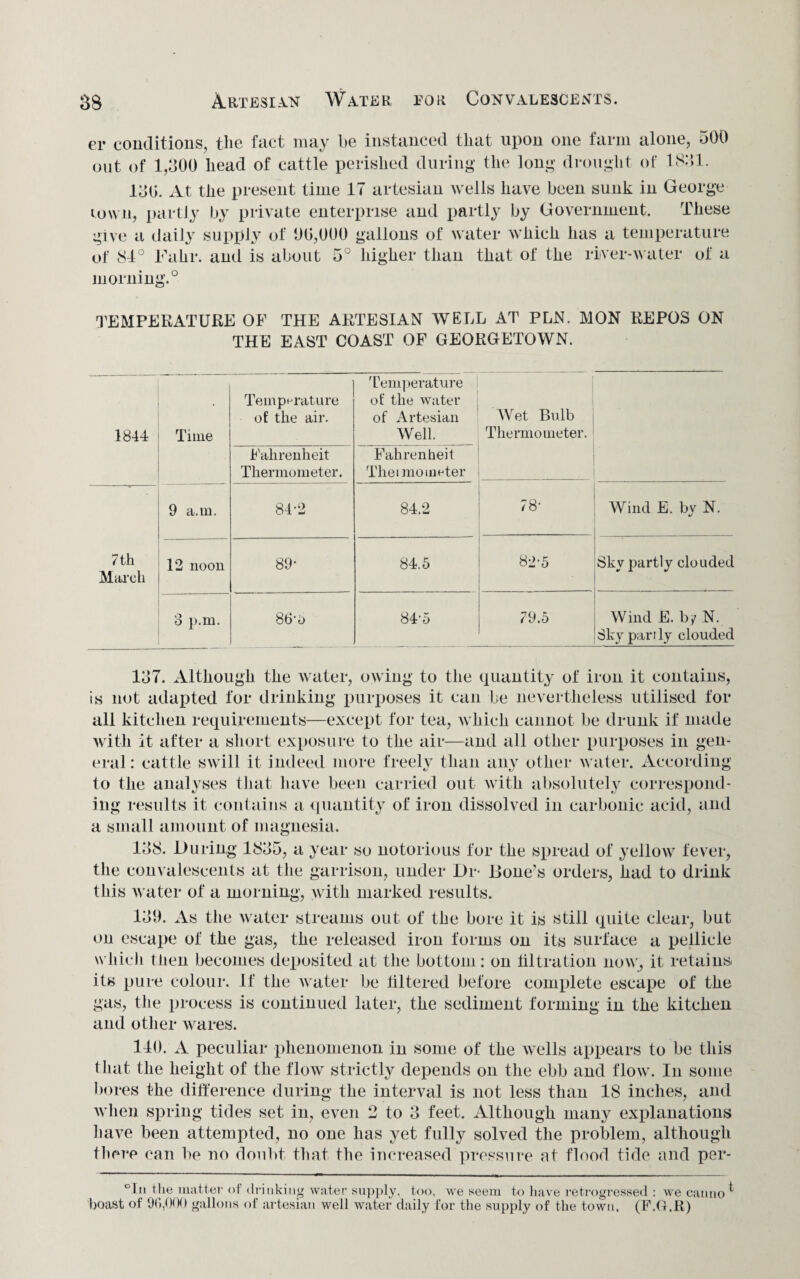 38 ARTESIAN WATER FOR CONVALESCENTS.
er conditions, the fact may be instanced that upon one farm alone, 500
out of 1,300 head of cattle perished during the long drought of 1831.
136. At the present time 17 artesian wells have been sunk in George
town, partly by private enterprise and partly by Government. These
give a daily supply of 96,000 gallons of water which has a temperature
of 84° Fahr. and is about 5° higher than that of the river-water of a
morning.°
TEMPERATURE OF THE ARTESIAN WELL AT PLN. MON REPOS ON
THE EAST COAST OF GEORGETOWN.
1844 Time Temperature of the air. Temperature of the water of Artesian Well. Wet Bulb Thermometer.
Fahrenheit Thermometer. Fahrenheit Thermometer
7th March
9 a.m. 84·2 84.2 78· Wind E. by N.
12 noon 89· 84.5 82·5 Sky partly clouded
3 p.m. 86·5 84·5 79.5 Wind E. by N.
Sky partly clouded
137. Although the water, owing to the quantity of iron it contains,
is not adapted for drinking purposes it can be nevertheless utilised for
all kitchen requirements—except for tea, which cannot be drunk if made
with it after a short exposure to the air—and all other purposes in gen-
eral: cattle swill it indeed more freely than any other water. According
to the analyses that have been carried out with absolutely correspond-
ing results it contains a quantity of iron dissolved in carbonic acid, and
a small amount of magnesia.
138. During 1835, a year so notorious for the spread of yellow fever,
the convalescents at the garrison, under Dr· Bone's orders, had to drink
this water of a morning, with marked results.
139. As the water streams out of the bore it is still quite clear, but
on escape of the gas, the released iron forms on its surface a pellicle
which then becomes deposited at the bottom: on filtration now, it retains
its pure colour. If the water be filtered before complete escape of the
gas, the process is continued later, the sediment forming in the kitchen
and other wares.
140. A peculiar phenomenon in some of the wells appears to be this
that the height of the flow strictly depends on the ebb and flow. In some
bores the difference during the interval is not less than 18 inches, and
when spring tides set in, even 2 to 3 feet. Although many explanations
have been attempted, no one has yet fully solved the problem, although
there can be no doubt that the increased pressure at flood tide and per-
°In the matter of drinking water supply, too, we seem to have retrogressed : we canno t
boast of 96,000 gallons of artesian well water daily for the supply of the town. (F.G.R)